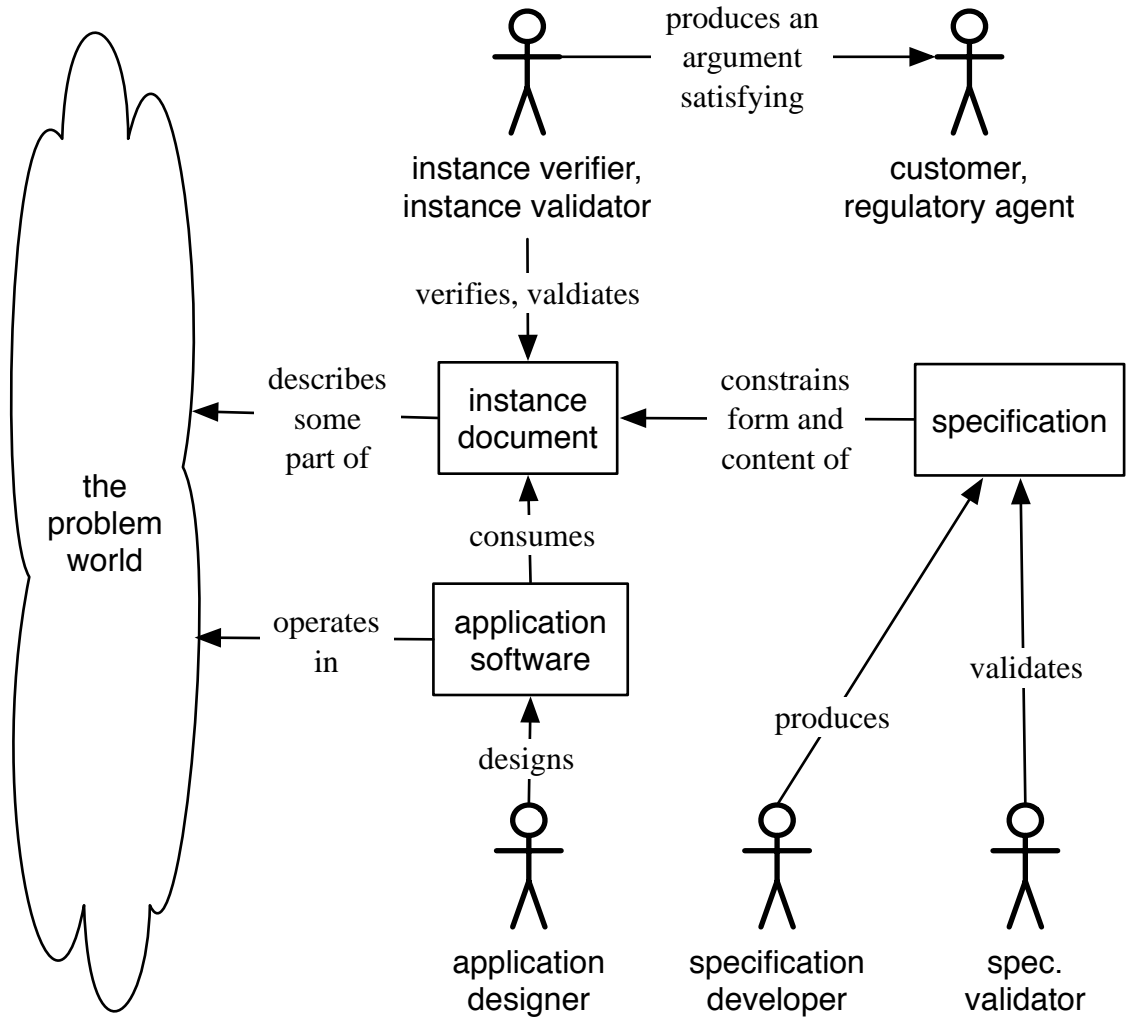 produces an
argument
satisfying
instance verifier,
instance validator
customer,
regulatory agent
verifies, valdiates
describes
some
part of
instance
document
constrains
form and
content of
specification
the
problem
world
consumes
operates
in
application
software
validates
produces
designs
application
designer
specification
developer
spec.
validator